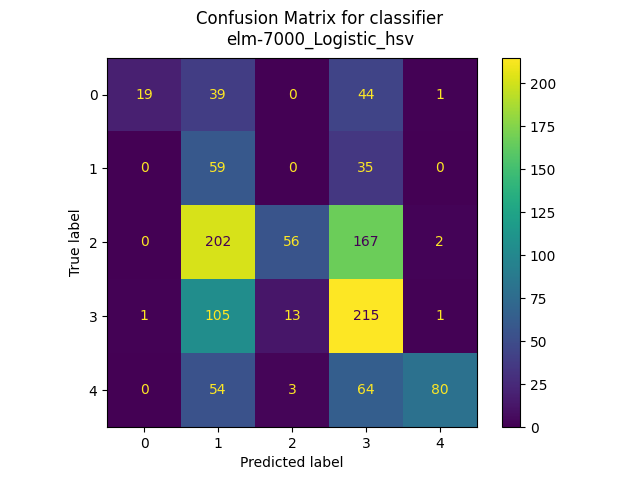 Confusion Matrix for classifier
elm-7000_Logistic_hsv
True label
0 19 39 0 44 1
1 0 59 0 35 0
2 0 202 56 167 2
3 1 105 13 215 1
4 0 54 3 64 80
0 1 2 3 4
Predicted label
200
175
150
125
100
75
50
25
0